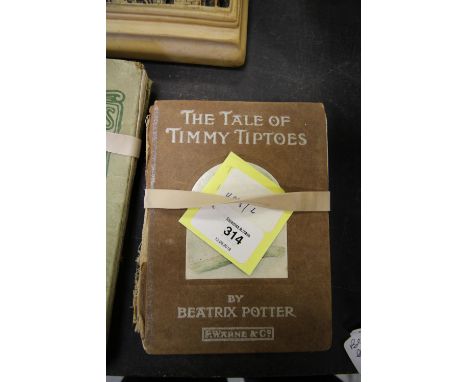 THE TALE OF
TIMMY TIPTOES
314
BY
BEATRIX POTTER
F. WARNE & Co